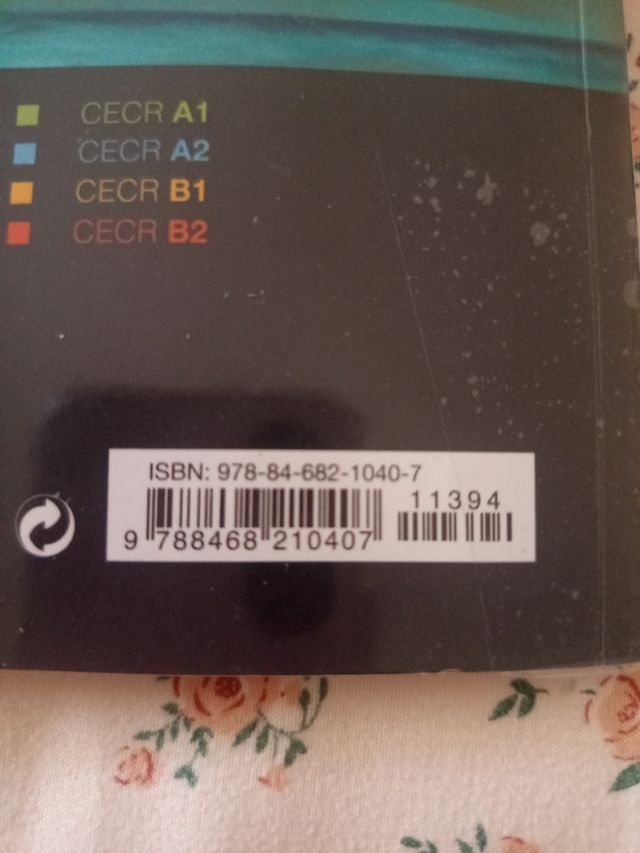 CECR A1
CECR A2
CECR B1
CECR B2
ISBN: 978-84-682-1040-7
11394
9 788468 210407